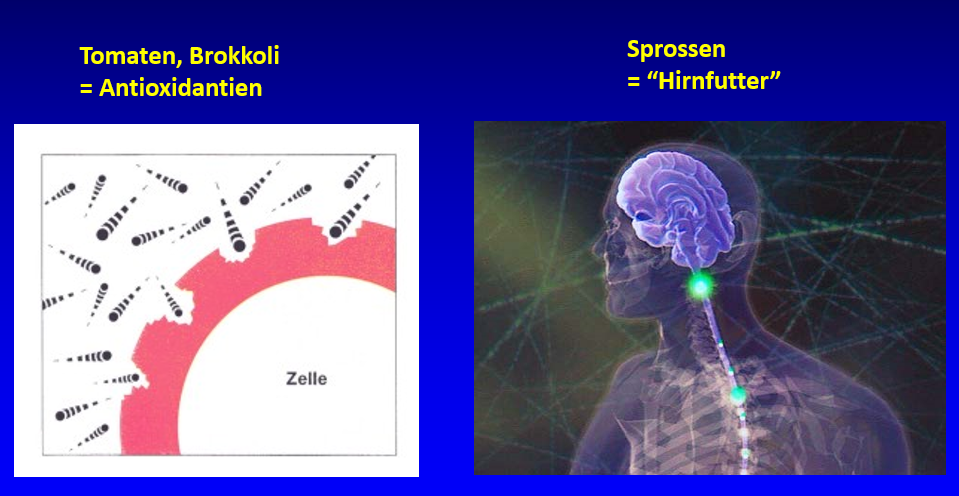 Tomaten, Brokkoli
= Antioxidantien
Sprossen
= “Hirnfutter”
Zelle